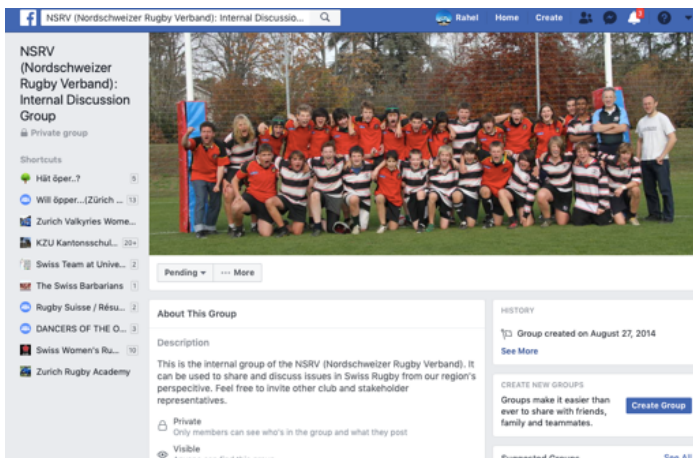 NSRV (Nordschweizer Rugby Verband): Internal Discussio...
Rahel
Home
Create
NSRV
(Nordschweizer
Rugby Verband):
Internal Discussion
Group
Private group
Shortcuts
Hät öper..? 5
Will öpper...(Zürich ... 13
Zurich Valkyries Wome...
KZU Kantonsschul... 20+
Swiss Team at Unive... 2
The Swiss Barbarians 1
Rugby Suisse / Résu... 2
DANCERS OF THE O... 3
Swiss Women's Ru... 10
Zurich Rugby Academy
Pending
... More
About This Group
Description
This is the internal group of the NSRV (Nordschweizer Rugby Verband). It
can be used to share and discuss issues in Swiss Rugby from our region's
perspecitive. Feel free to invite other club and stakeholder
representatives.
Private
Only members can see who's in the group and what they post
Visible
HISTORY
Group created on August 27, 2014
See More
CREATE NEW GROUPS
Groups make it easier than
ever to share with friends,
family and teammates.
Create Group
Suggested Groups
See All